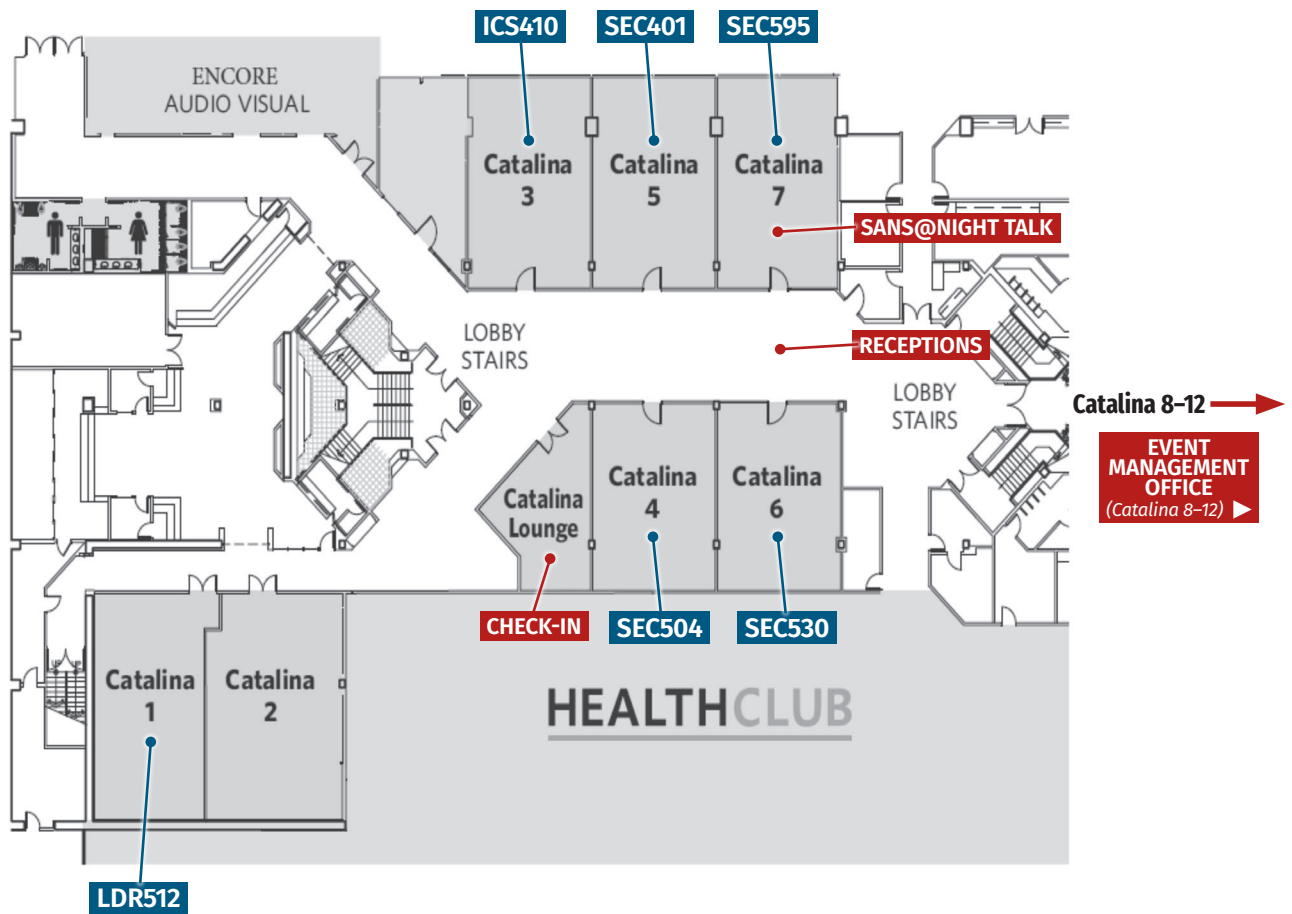 ICS410
SEC401
SEC595
ENCORE
AUDIO VISUAL
Catalina
3
Catalina
5
Catalina
7
SANS@NIGHT TALK
LOBBY
STAIRS
RECEPTIONS
LOBBY
STAIRS
Catalina 8–12
EVENT
MANAGEMENT
OFFICE
(Catalina 8–12)
Catalina
Lounge
Catalina
4
Catalina
6
CHECK-IN
SEC504
SEC530
Catalina
1
Catalina
2
HEALTHCLUB
LDR512